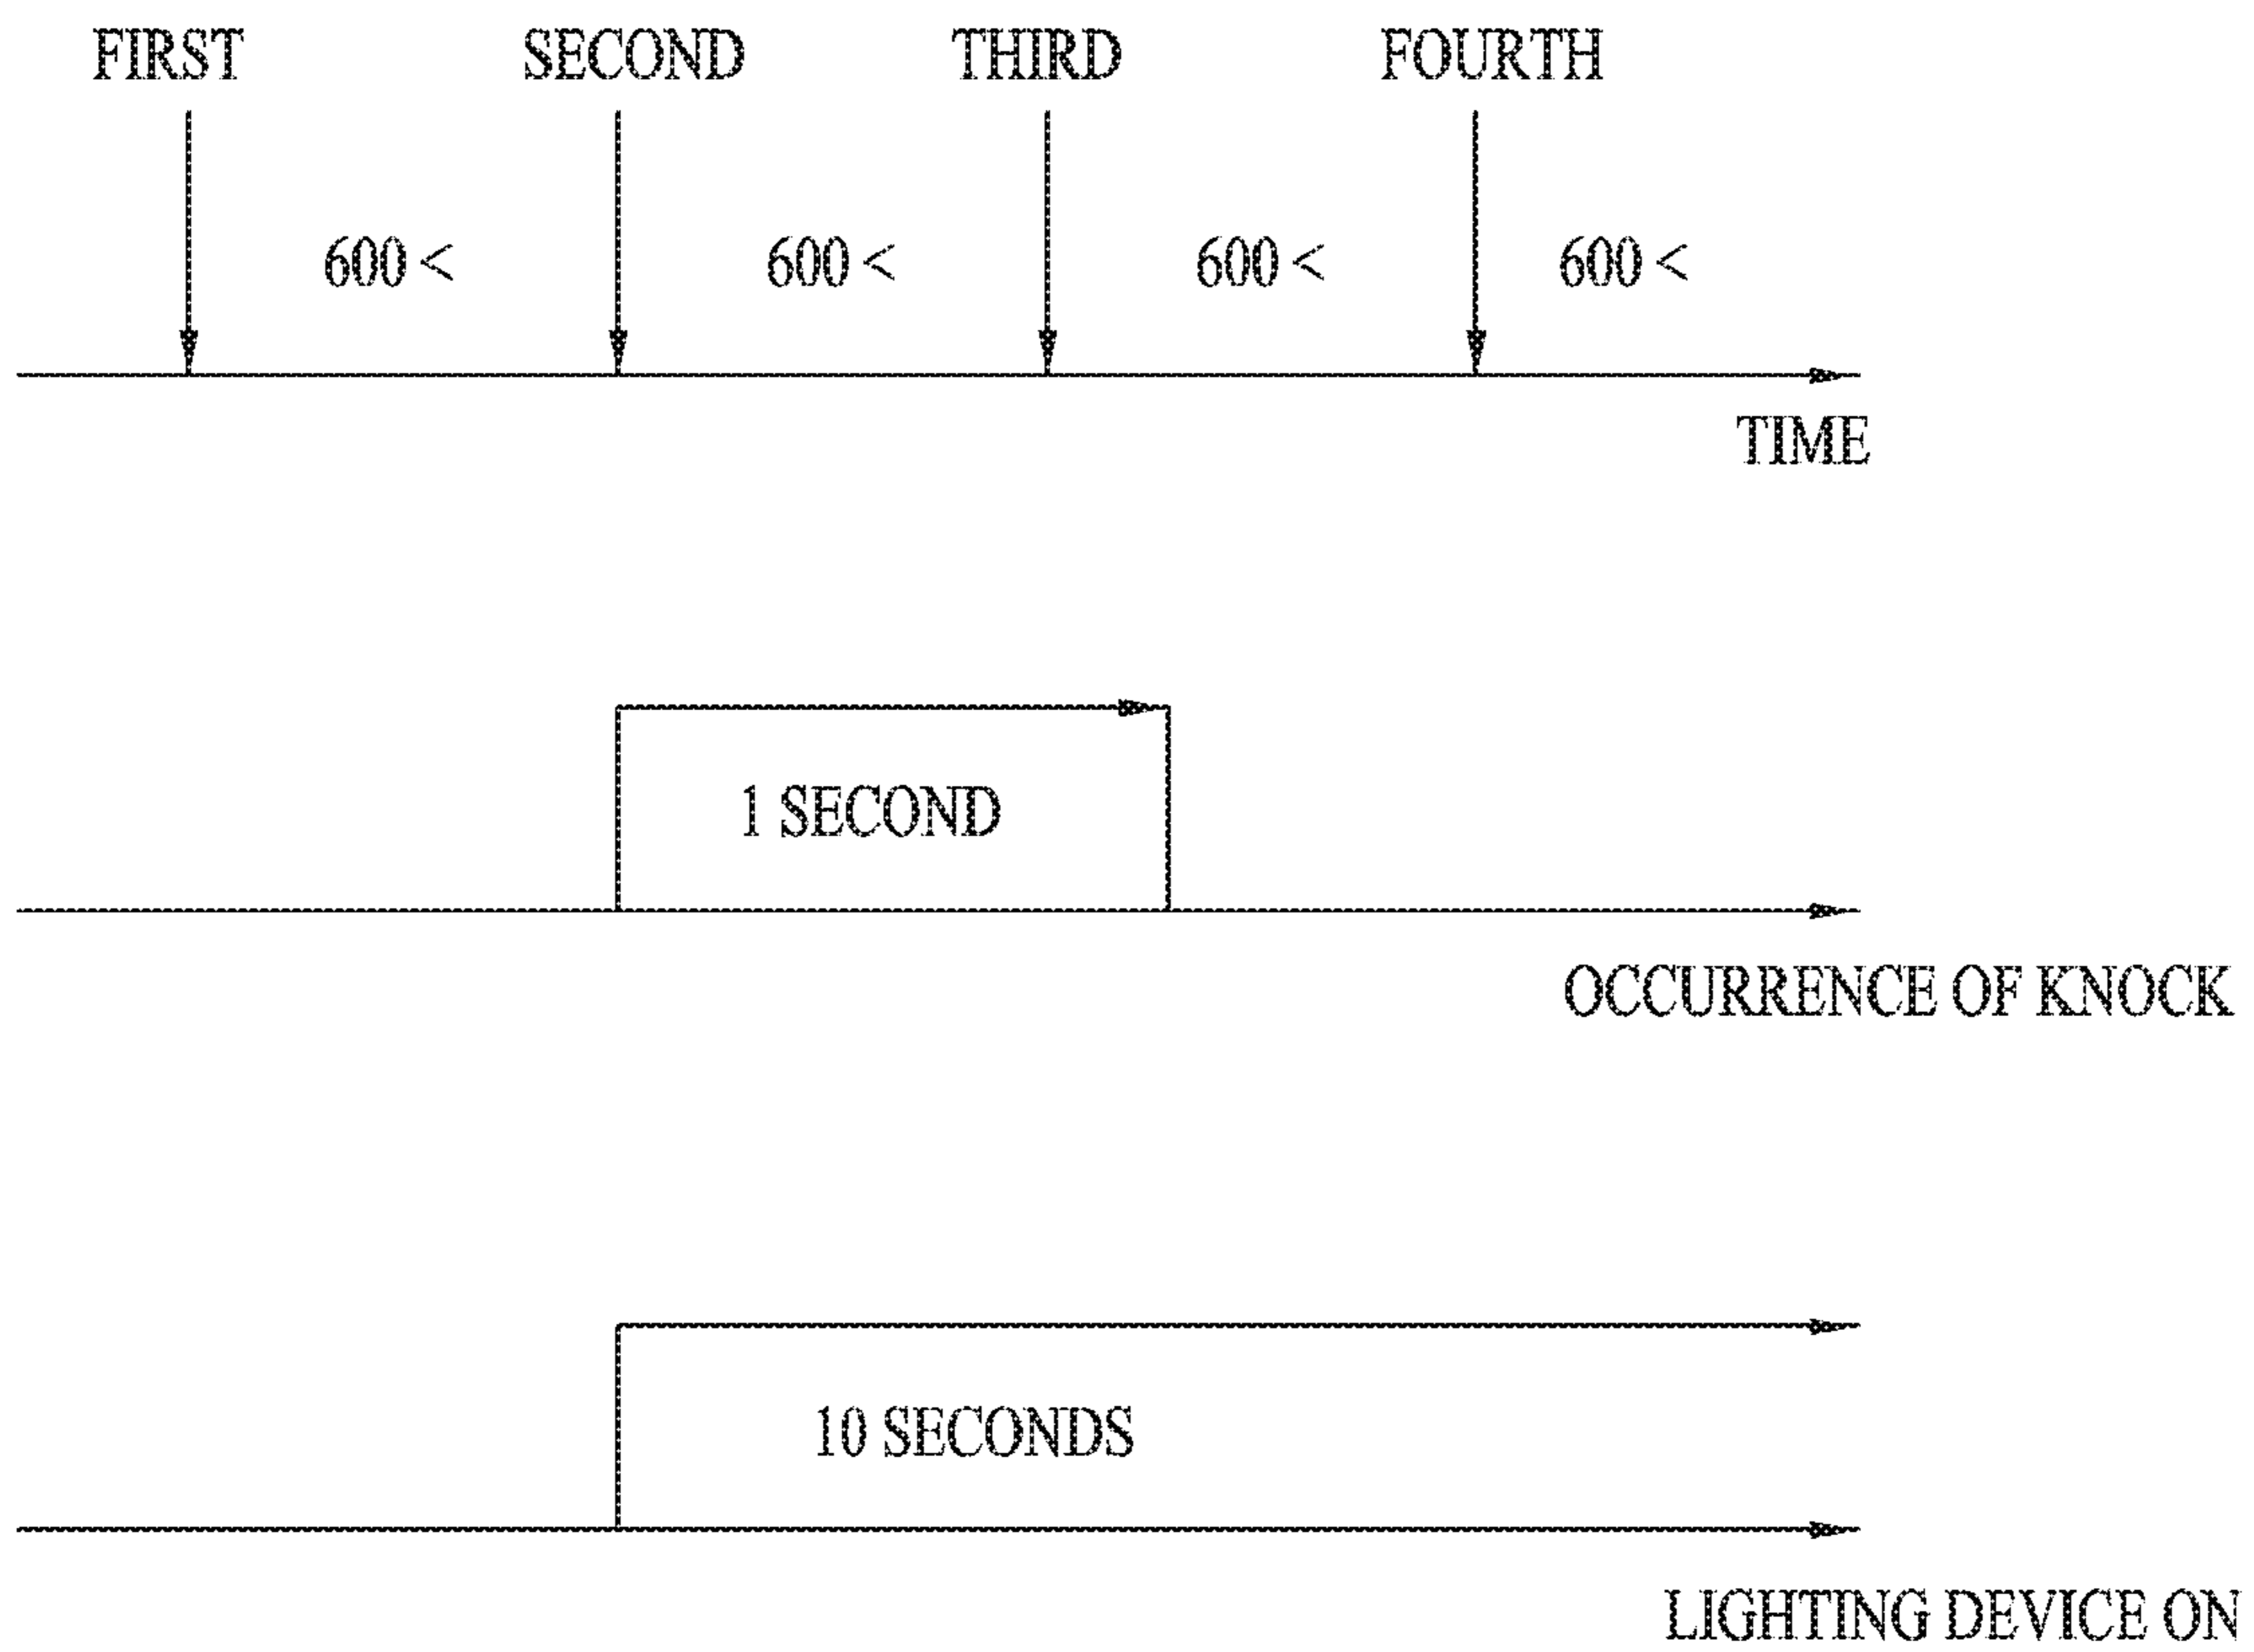 FIRST SECOND THIRD FOURTH
600 < 600 < 600 < 600 <
TIME
1 SECOND
OCCURRENCE OF KNOCK
10 SECONDS
LIGHTING DEVICE ON